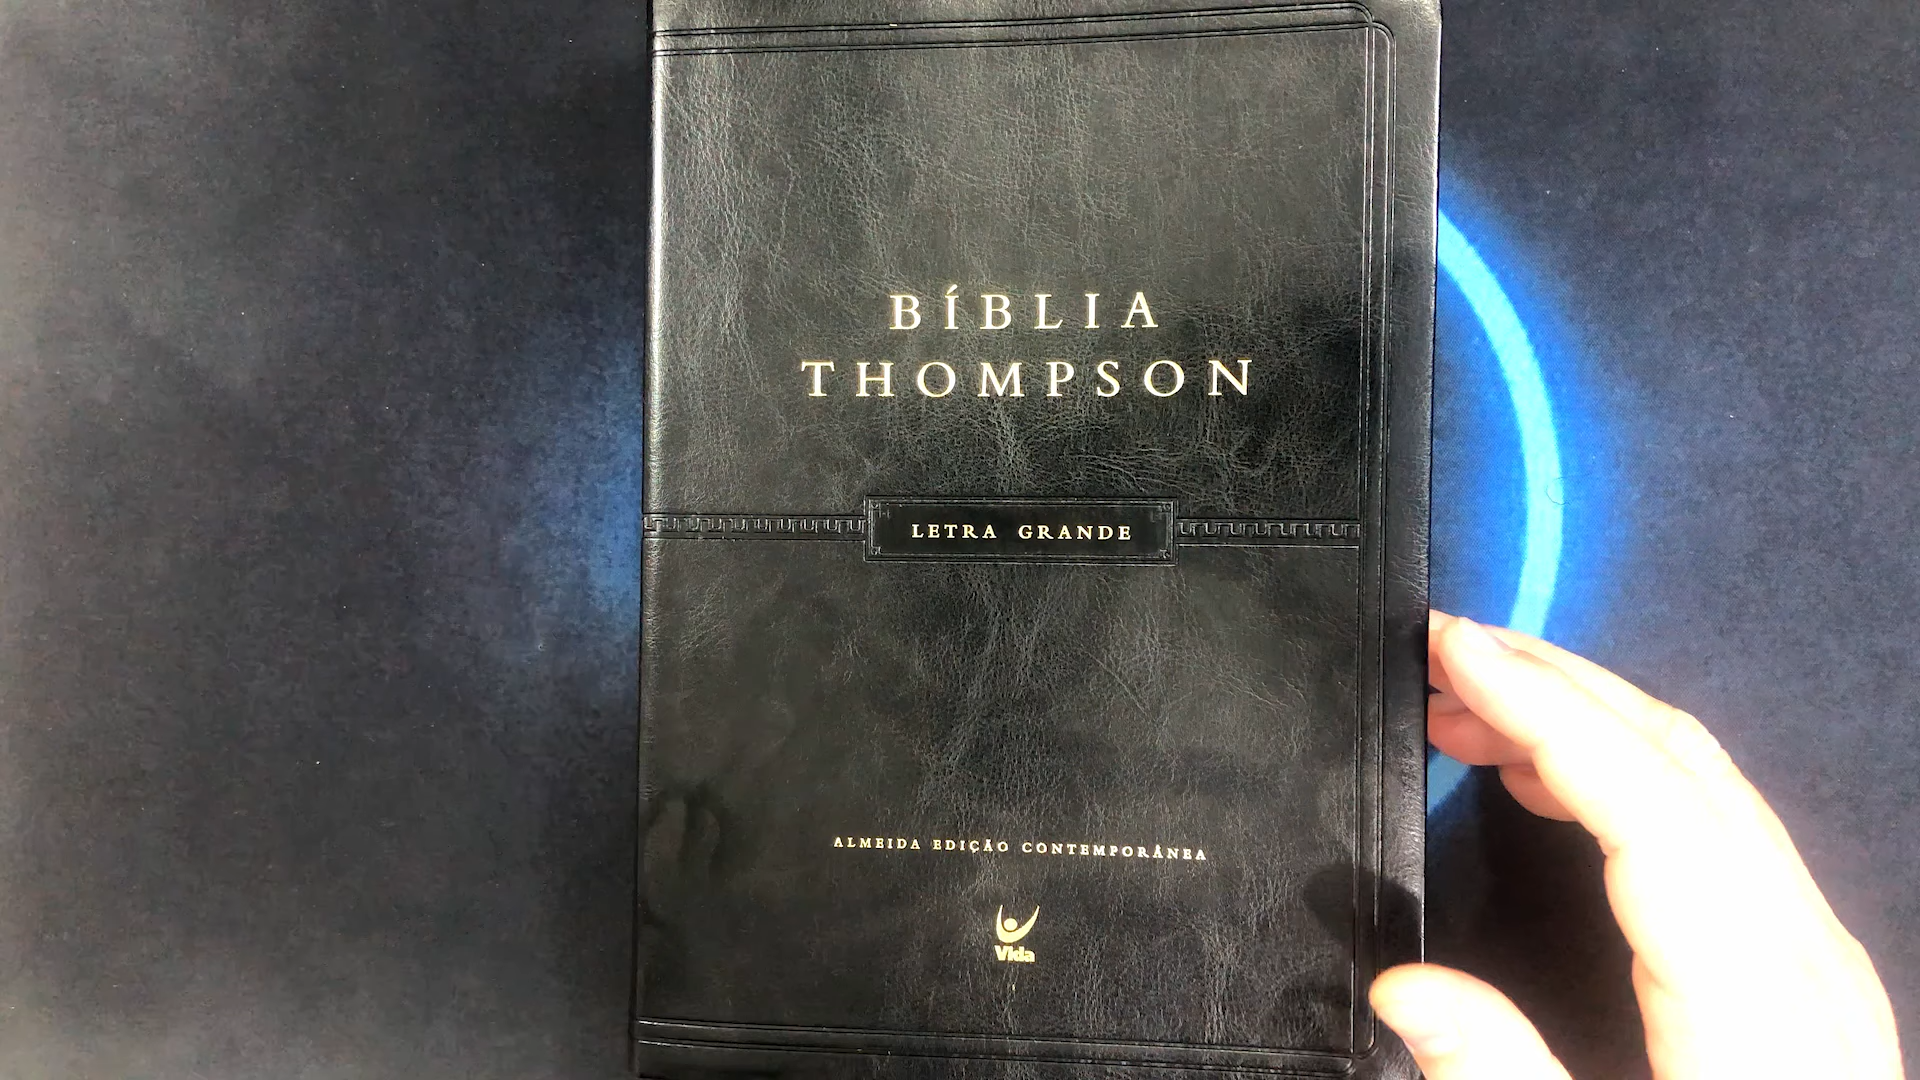 BÍBLIA
THOMPSON
LETRA GRANDE
ALMEIDA EDIÇÃO CONTEMPORÂNEA
Vida